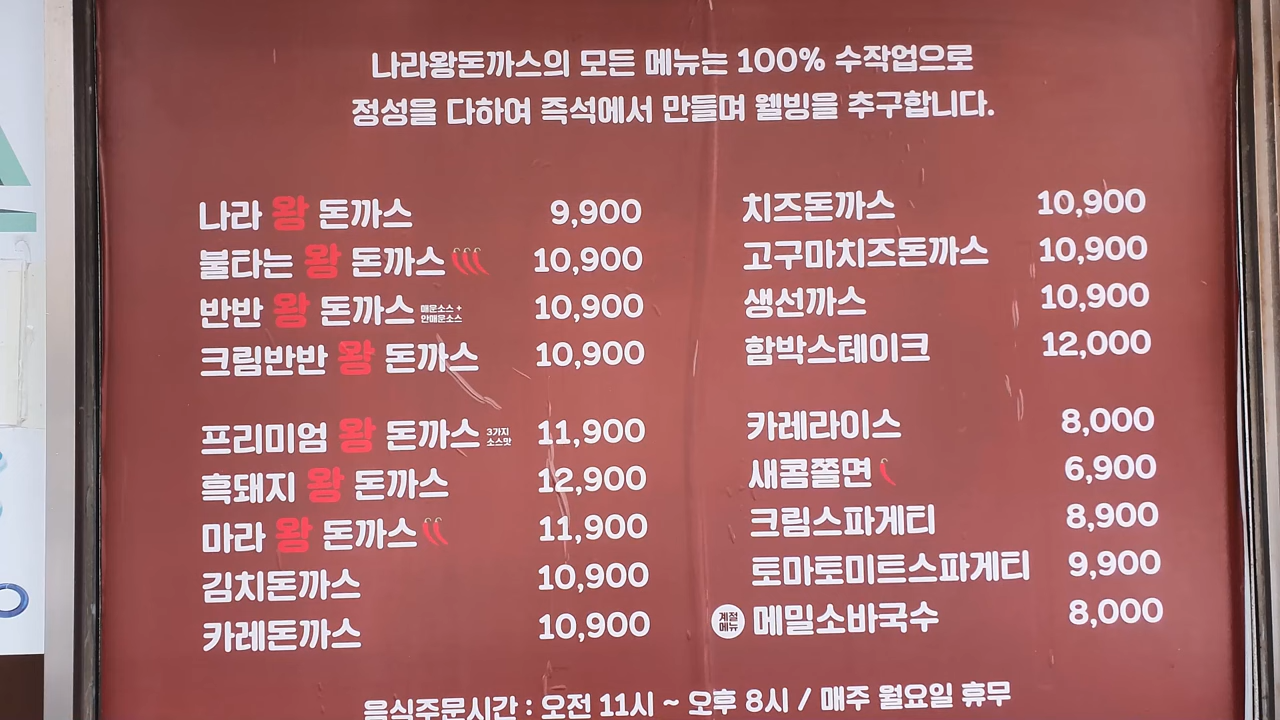 나라왕돈까스의 모든 메뉴는 100% 수작업으로
정성을 다하여 즉석에서 만들며 웰빙을 추구합니다.
나라 왕 돈까스 9,900
불타는 왕 돈까스 10,900
반반 왕 돈까스 매운소스 + 안매운소스 10,900
크림반반 왕 돈까스 10,900
프리미엄 왕 돈까스 3가지 소스맛 11,900
흑돼지 왕 돈까스 12,900
마라 왕 돈까스 11,900
김치돈까스 10,900
카레돈까스 10,900
치즈돈까스 10,900
고구마치즈돈까스 10,900
생선까스 10,900
함박스테이크 12,000
카레라이스 8,000
새콤쫄면 6,900
크림스파게티 8,900
토마토미트스파게티 9,900
계절메뉴 메밀소바국수 8,000
음식주문시간 : 오전 11시 ~ 오후 8시 / 매주 월요일 휴무